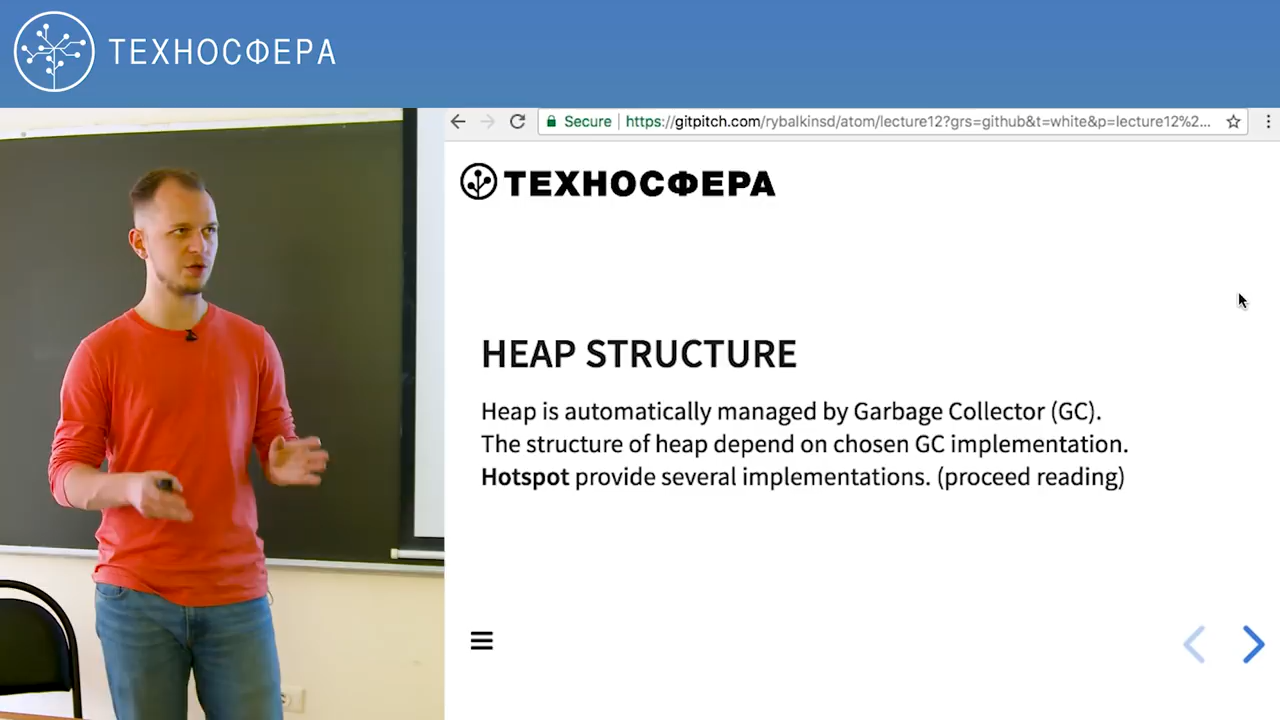 ТЕХНОСФЕРА
Secure https://gitpitch.com/rybalkinsd/atom/lecture12?grs=github&t=white&p=lecture12%2...
ТЕХНОСФЕРА
HEAP STRUCTURE
Heap is automatically managed by Garbage Collector (GC).
The structure of heap depend on chosen GC implementation.
Hotspot provide several implementations. (proceed reading)